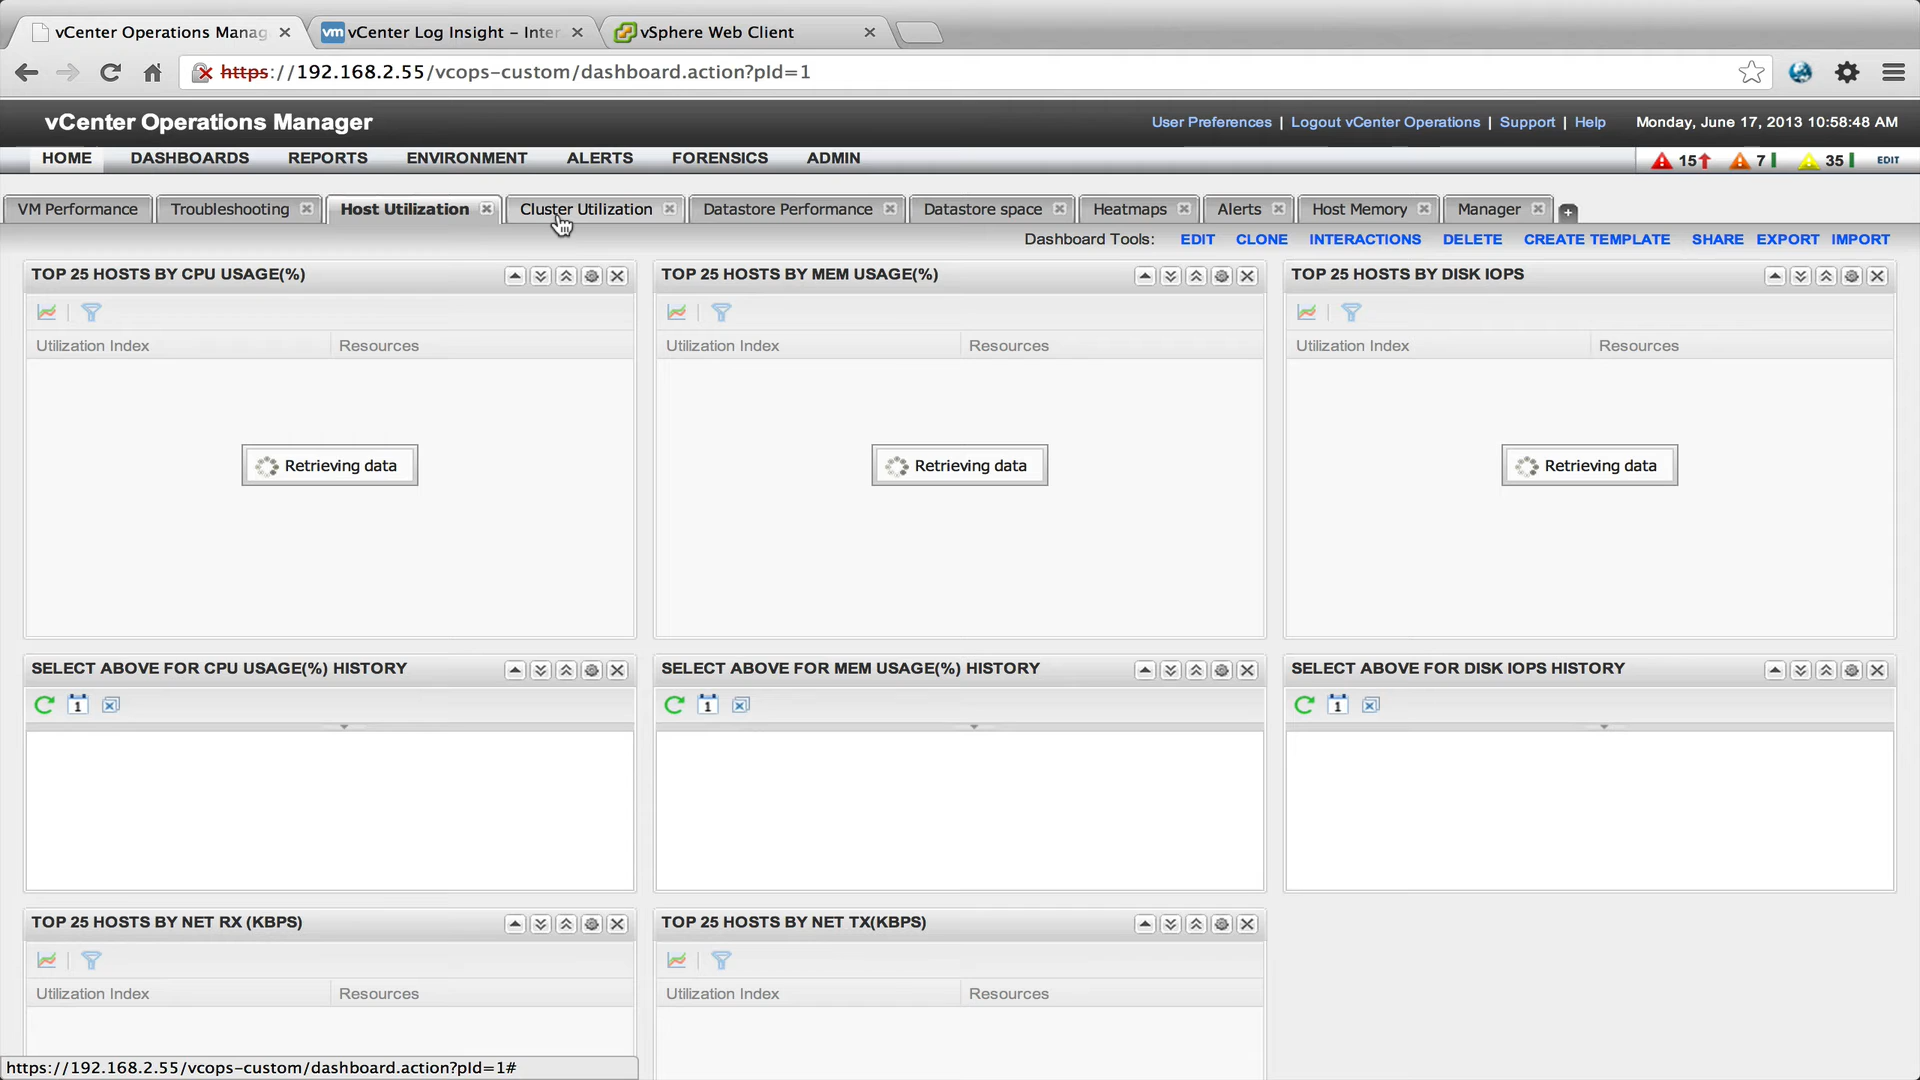 vCenter Operations Manag
vm vCenter Log Insight – Inter
vSphere Web Client
https://192.168.2.55/vcops-custom/dashboard.action?pId=1
vCenter Operations Manager
User Preferences | Logout vCenter Operations | Support | Help
Monday, June 17, 2013 10:58:48 AM
HOME DASHBOARDS REPORTS ENVIRONMENT ALERTS FORENSICS ADMIN
15 7 35 EDIT
VM Performance Troubleshooting Host Utilization Cluster Utilization Datastore Performance Datastore space Heatmaps Alerts Host Memory Manager
Dashboard Tools: EDIT CLONE INTERACTIONS DELETE CREATE TEMPLATE SHARE EXPORT IMPORT
TOP 25 HOSTS BY CPU USAGE(%)
Utilization Index Resources
Retrieving data
TOP 25 HOSTS BY MEM USAGE(%)
Utilization Index Resources
Retrieving data
TOP 25 HOSTS BY DISK IOPS
Utilization Index Resources
Retrieving data
SELECT ABOVE FOR CPU USAGE(%) HISTORY
1
SELECT ABOVE FOR MEM USAGE(%) HISTORY
1
SELECT ABOVE FOR DISK IOPS HISTORY
1
TOP 25 HOSTS BY NET RX (KBPS)
Utilization Index Resources
TOP 25 HOSTS BY NET TX(KBPS)
Utilization Index Resources
https://192.168.2.55/vcops-custom/dashboard.action?pId=1#